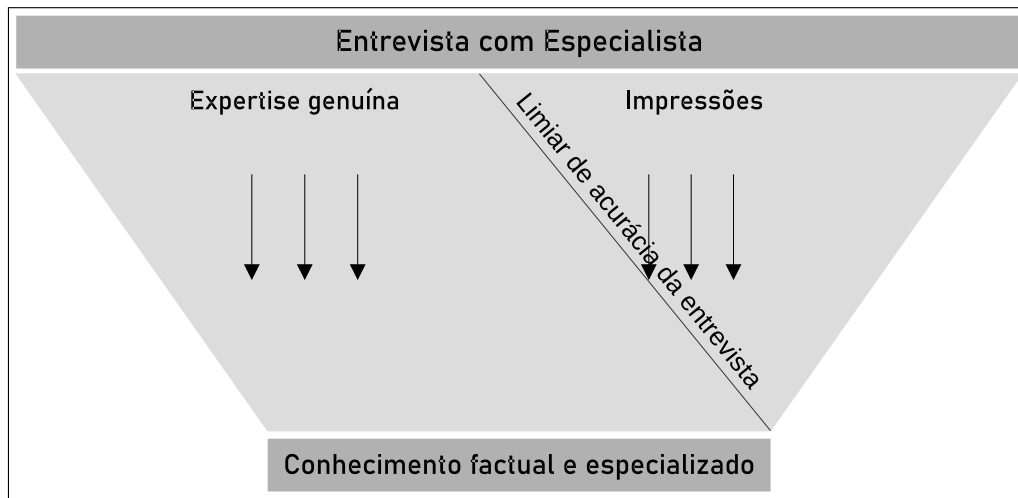 Entrevista com Especialista
Expertise genuína
Impressões
Limiar de acurácia da entrevista
Conhecimento factual e especializado